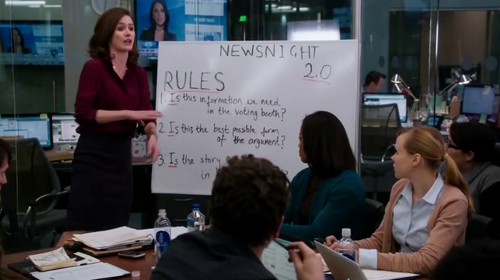 NEWSNIGHT
2.0
RULES
1 Is this information we need
in the voting booth?
2 Is this the best possible form
of the argument?
3 Is the story
in